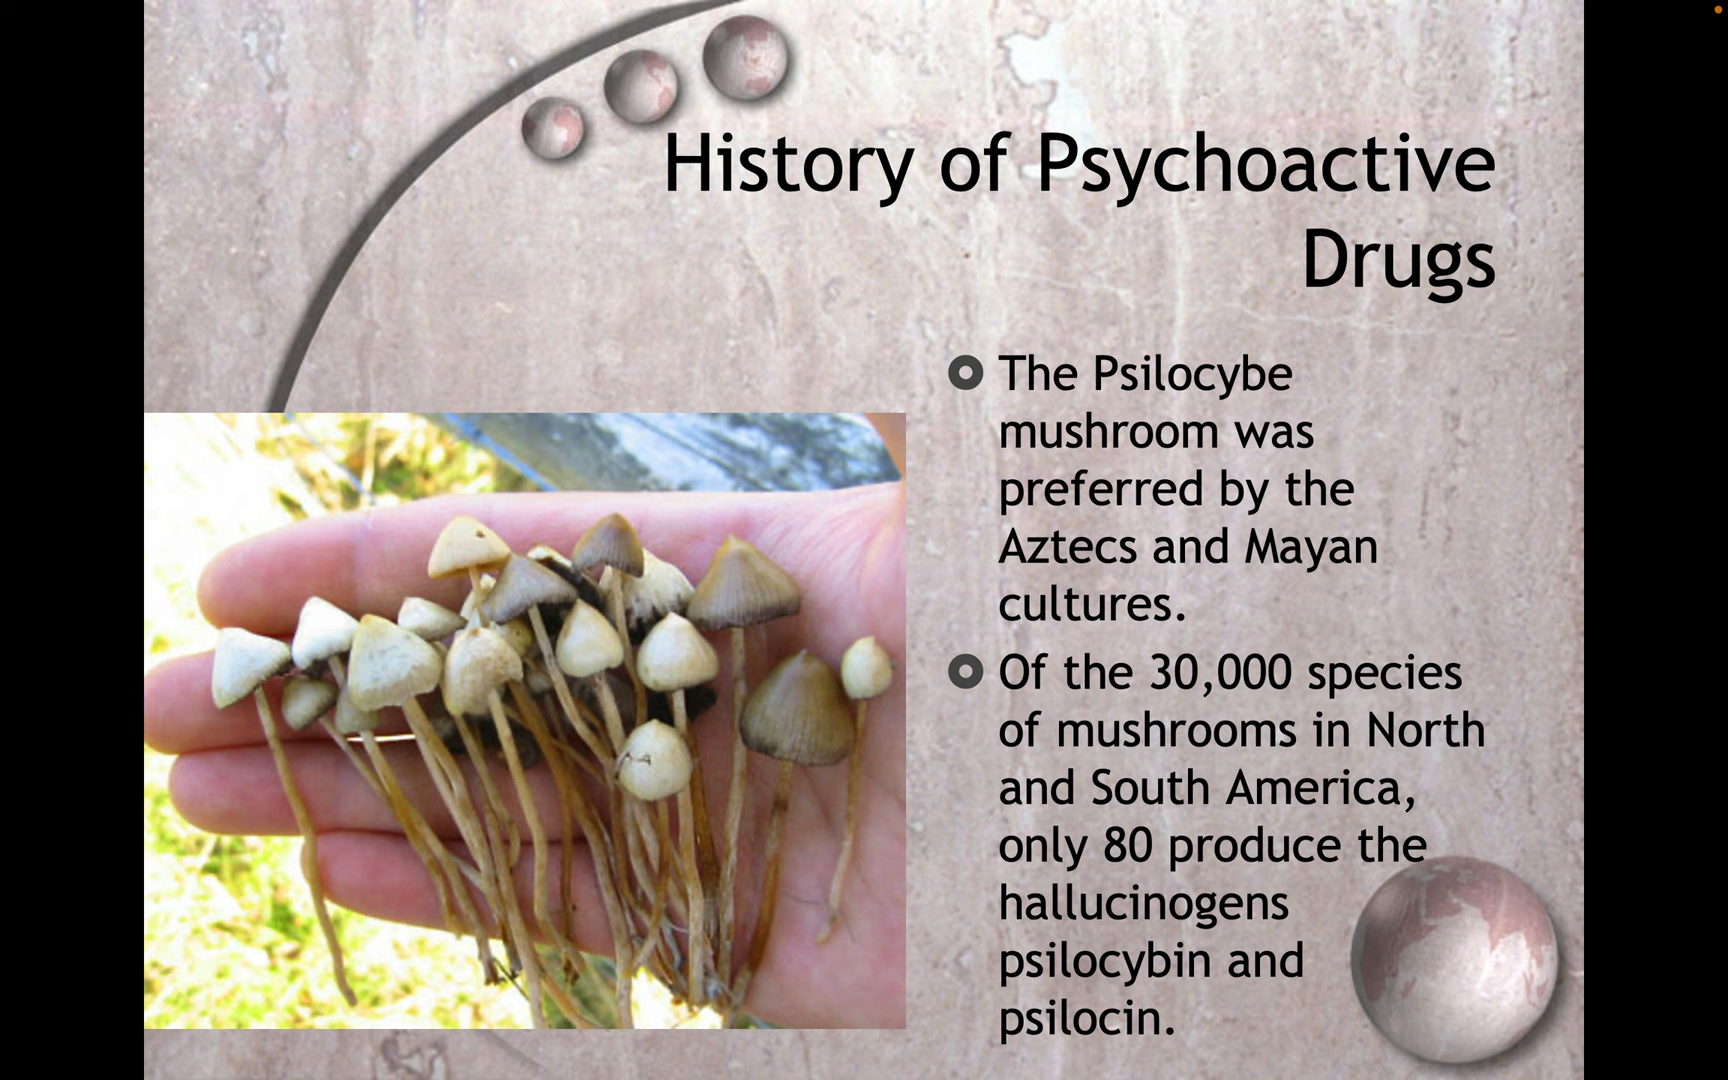 History of Psychoactive
Drugs
The Psilocybe
mushroom was
preferred by the
Aztecs and Mayan
cultures.
Of the 30,000 species
of mushrooms in North
and South America,
only 80 produce the
hallucinogens
psilocybin and
psilocin.